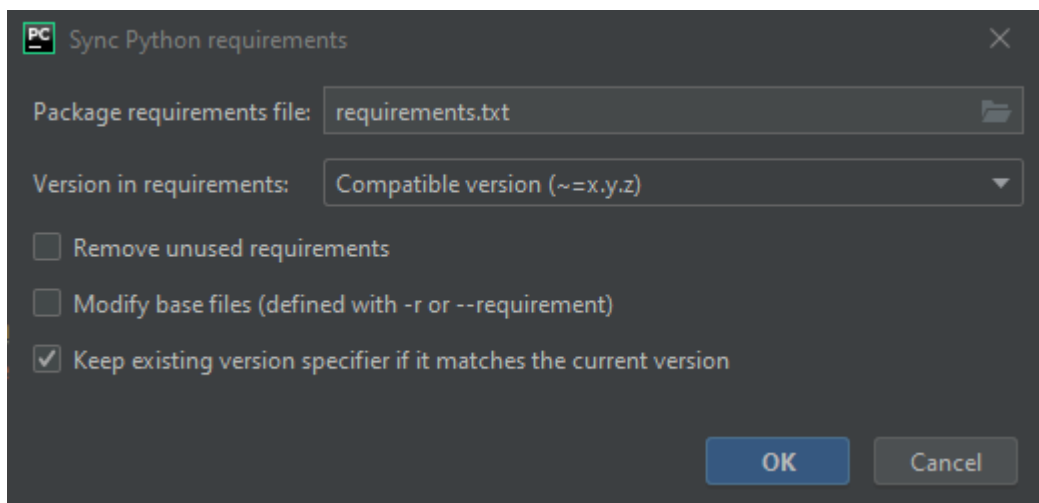 PC
Sync Python requirements
Package requirements file: requirements.txt
Version in requirements: Compatible version (~=x.y.z)
Remove unused requirements
Modify base files (defined with -r or --requirement)
Keep existing version specifier if it matches the current version
OK Cancel